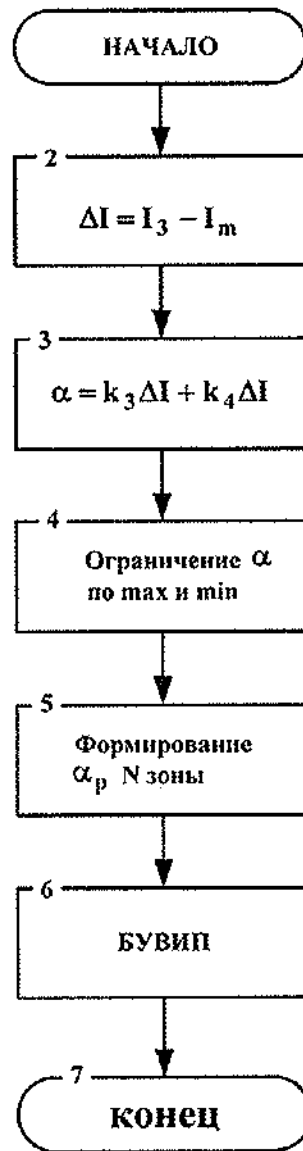 НАЧАЛО
2
ΔI = I₃ − Iₘ
3
α = k₃ΔI + k₄ΔI
4
Ограничение α
по max и min
5
Формирование
αₚ N зоны
6
БУВИП
7
конец